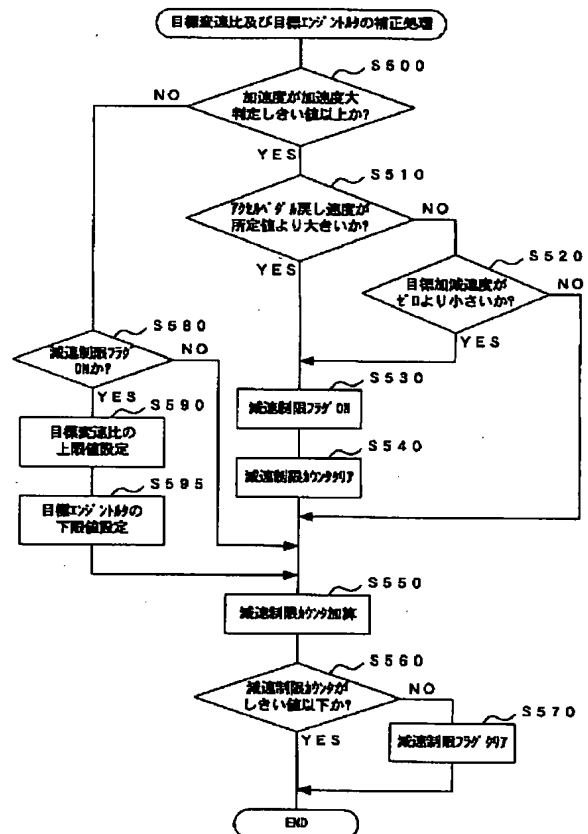 目標変速比及び目標エンジントルクの補正処理
S500
加速度が加速度大
判定しきい値以上か?
NO
YES
S510
アクセルペダル戻し速度が
所定値より大きいか?
NO
YES
S520
目標加減速度が
ゼロより小さいか?
NO
YES
S580
減速制限フラグ
ONか?
NO
YES
S530
減速制限フラグON
S590
目標変速比の
上限値設定
S540
減速制限カウンタクリア
S595
目標エンジントルクの
下限値設定
S550
減速制限カウンタ加算
S560
減速制限カウンタが
しきい値以下か?
NO
YES
S570
減速制限フラグクリア
END